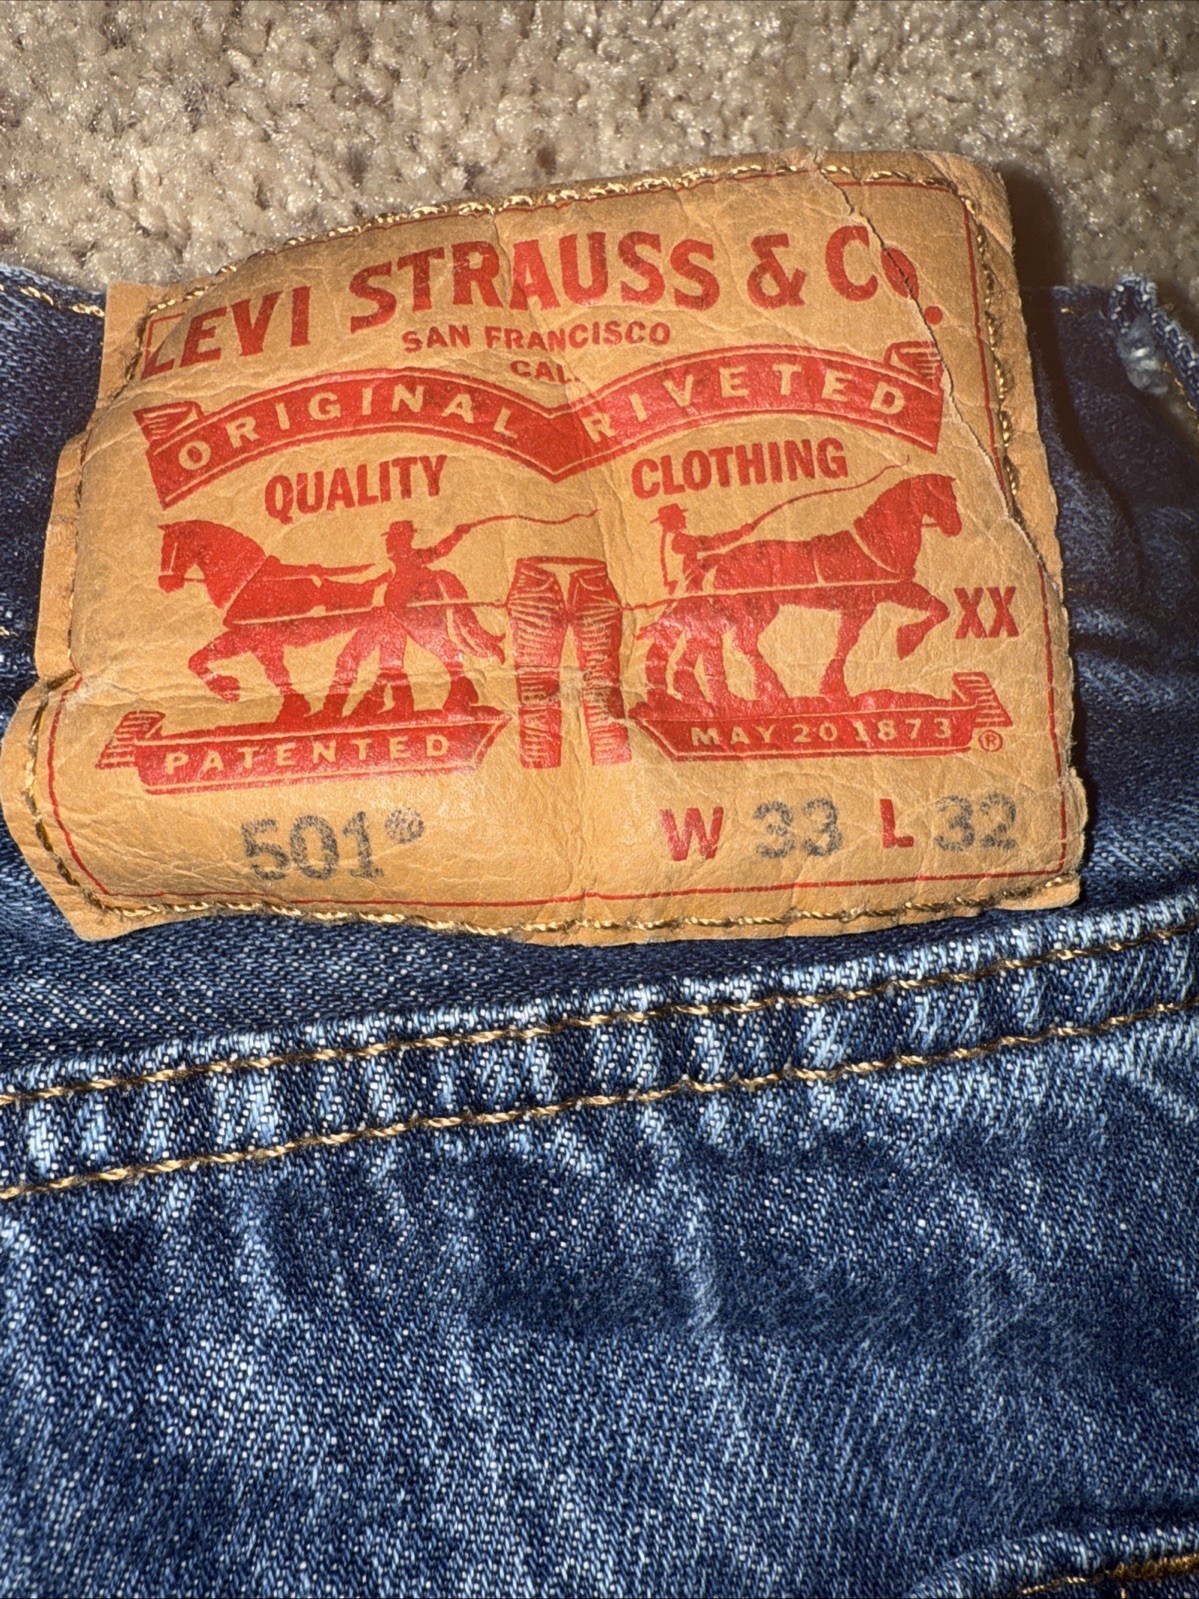 LEVI STRAUSS & Co.
SAN FRANCISCO
CAL.
ORIGINAL RIVETED
QUALITY CLOTHING
XX
PATENTED MAY 20 1873 ®
501® W 33 L 32